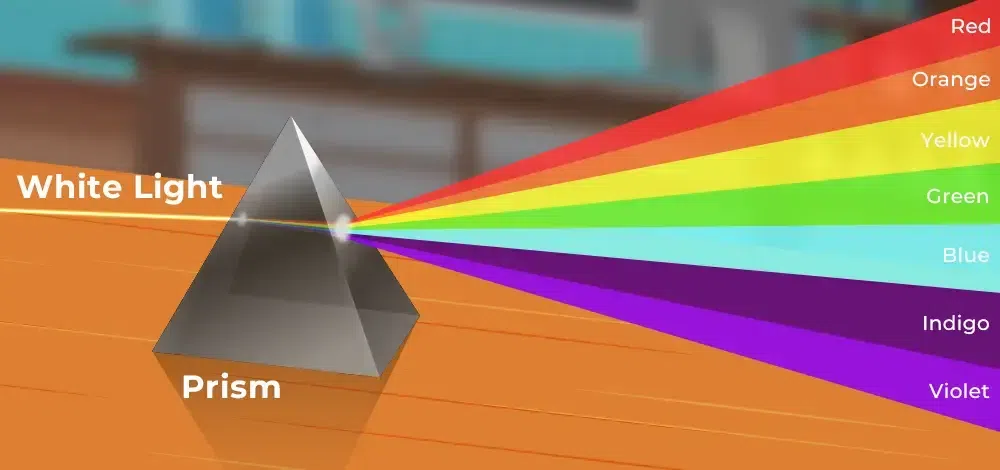 Red
Orange
Yellow
White Light
Green
Blue
Indigo
Prism
Violet